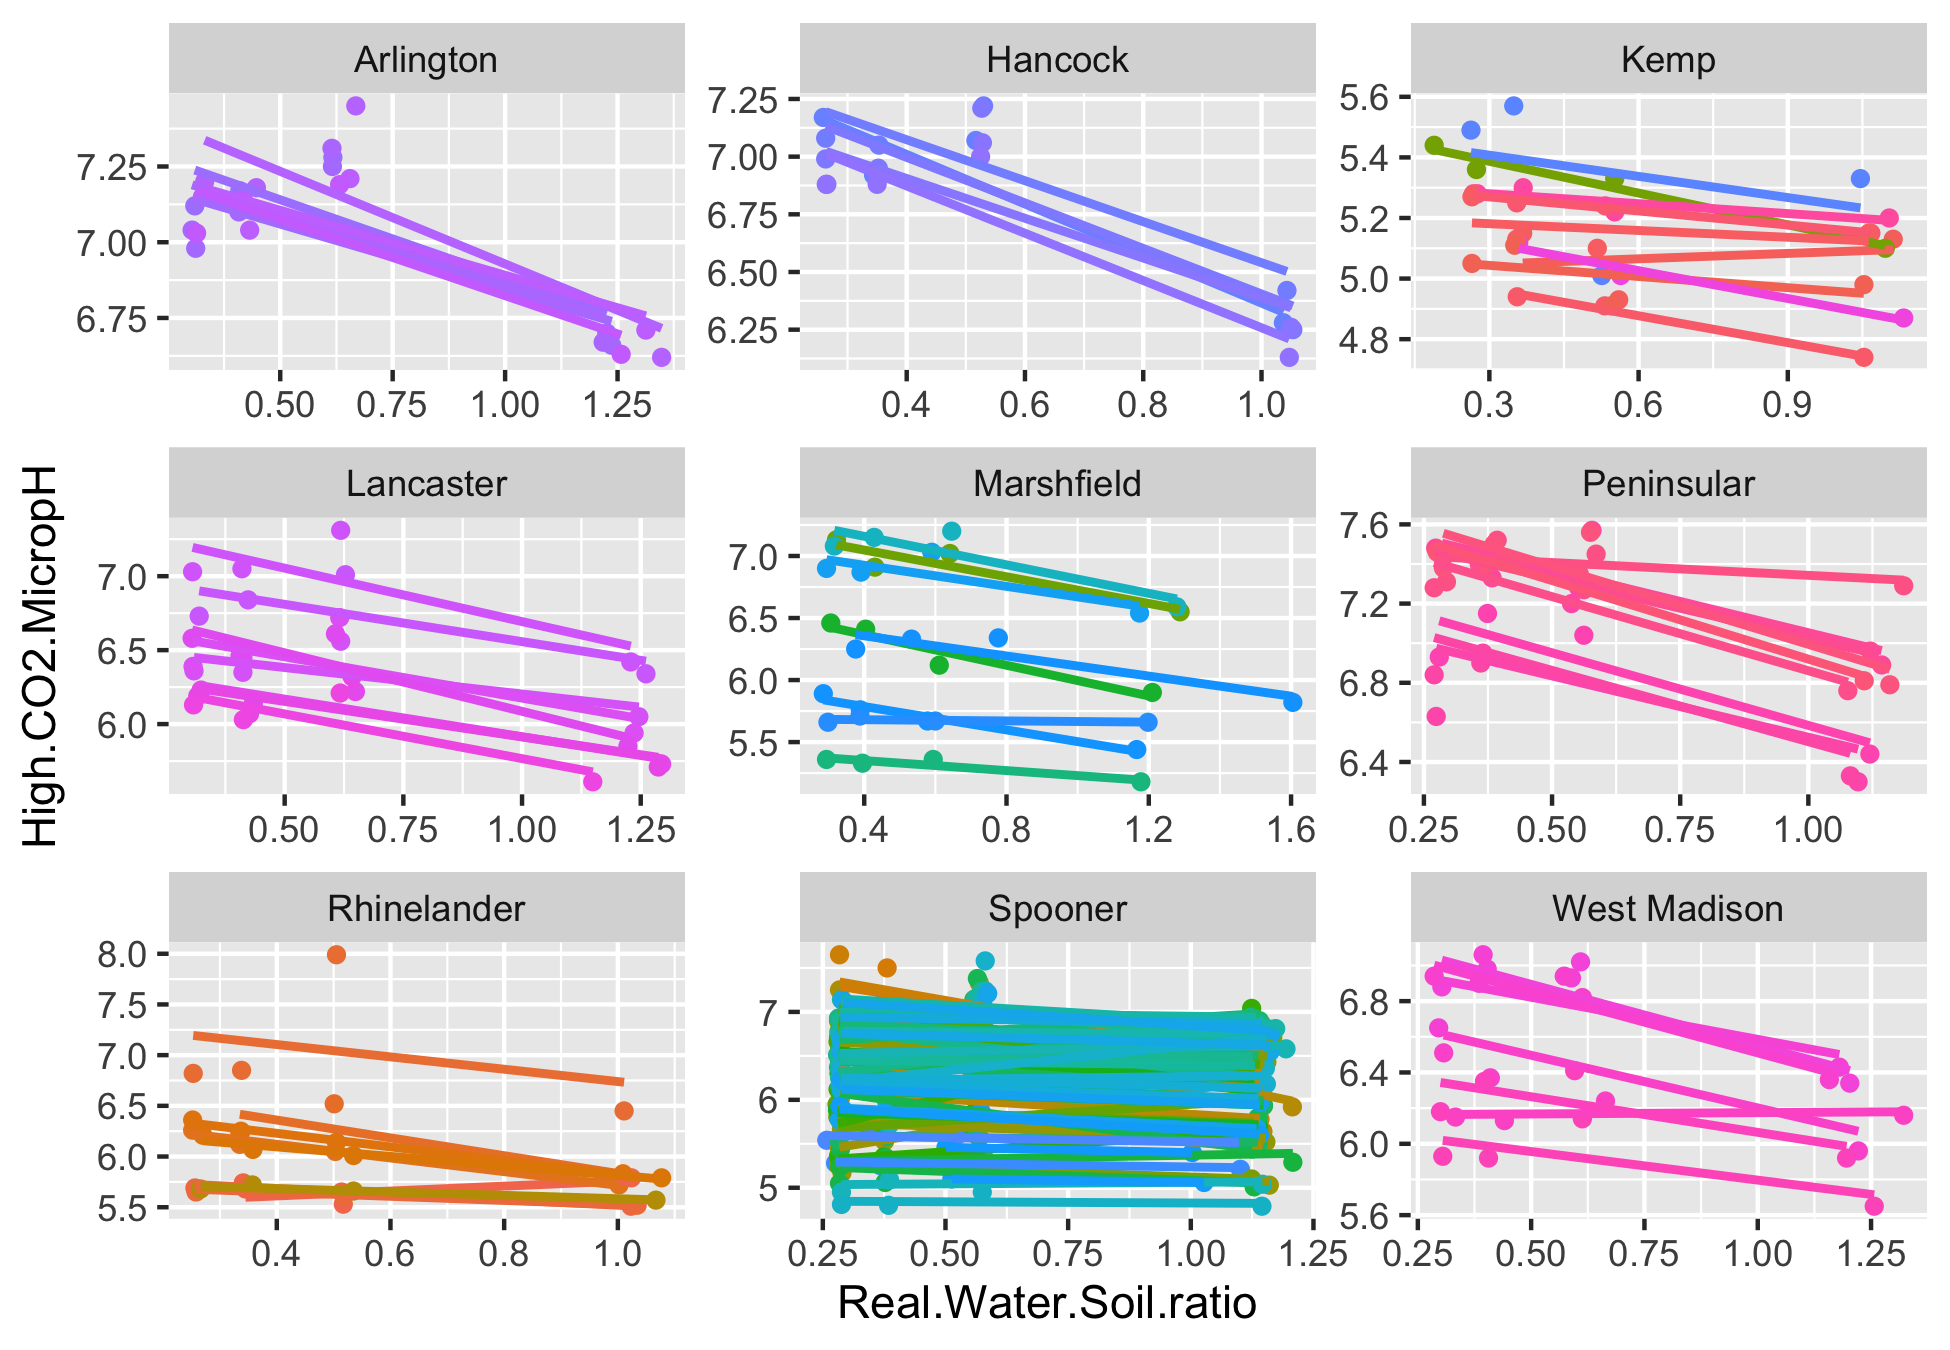 Arlington
Hancock
Kemp
7.25
7.00
6.75
0.50 0.75 1.00 1.25
7.25
7.00
6.75
6.50
6.25
0.4 0.6 0.8 1.0
5.6
5.4
5.2
5.0
4.8
0.3 0.6 0.9
High.CO2.MicropH
Lancaster
Marshfield
Peninsular
7.0
6.5
6.0
0.50 0.75 1.00 1.25
7.0
6.5
6.0
5.5
0.4 0.8 1.2 1.6
7.6
7.2
6.8
6.4
0.25 0.50 0.75 1.00
Rhinelander
Spooner
West Madison
8.0
7.5
7.0
6.5
6.0
5.5
0.4 0.6 0.8 1.0
7
6
5
0.25 0.50 0.75 1.00 1.25
6.8
6.4
6.0
5.6
0.25 0.50 0.75 1.00 1.25
Real.Water.Soil.ratio